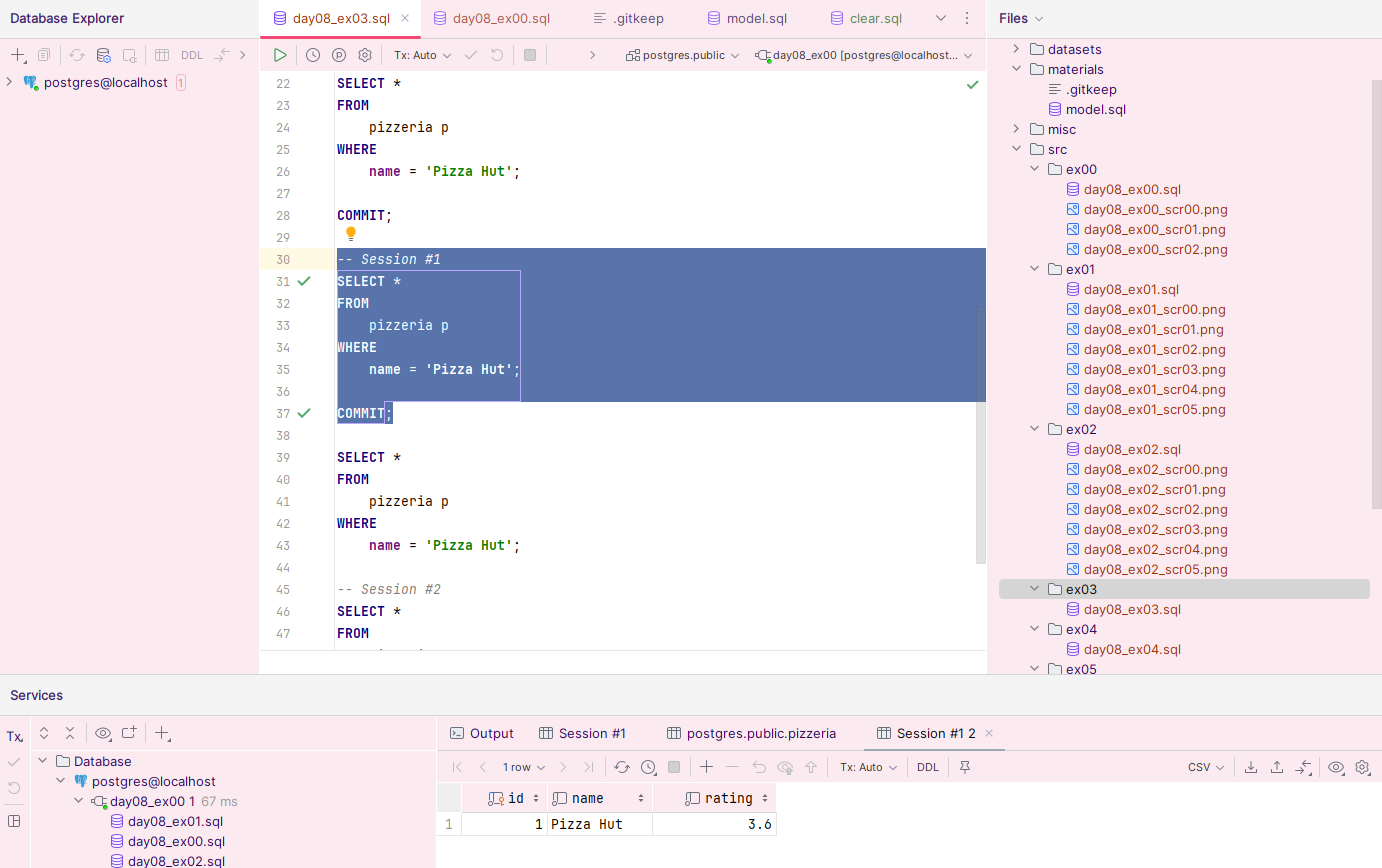 Database Explorer
day08_ex03.sql
day08_ex00.sql
.gitkeep
model.sql
clear.sql
Files
DDL
Tx: Auto
postgres.public
day08_ex00 [postgres@localhost...
postgres@localhost 1
22 SELECT *
23 FROM
24 pizzeria p
25 WHERE
26 name = 'Pizza Hut';
27
28 COMMIT;
29
30 -- Session #1
31 SELECT *
32 FROM
33 pizzeria p
34 WHERE
35 name = 'Pizza Hut';
36
37 COMMIT;
38
39 SELECT *
40 FROM
41 pizzeria p
42 WHERE
43 name = 'Pizza Hut';
44
45 -- Session #2
46 SELECT *
47 FROM
datasets
materials
.gitkeep
model.sql
misc
src
ex00
day08_ex00.sql
day08_ex00_scr00.png
day08_ex00_scr01.png
day08_ex00_scr02.png
ex01
day08_ex01.sql
day08_ex01_scr00.png
day08_ex01_scr01.png
day08_ex01_scr02.png
day08_ex01_scr03.png
day08_ex01_scr04.png
day08_ex01_scr05.png
ex02
day08_ex02.sql
day08_ex02_scr00.png
day08_ex02_scr01.png
day08_ex02_scr02.png
day08_ex02_scr03.png
day08_ex02_scr04.png
day08_ex02_scr05.png
ex03
day08_ex03.sql
ex04
day08_ex04.sql
ex05
Services
Tx
Database
postgres@localhost
day08_ex00 1 67 ms
day08_ex01.sql
day08_ex00.sql
day08_ex02.sql
Output
Session #1
postgres.public.pizzeria
Session #1 2
1 row
Tx: Auto
DDL
CSV
id name rating
1 1 Pizza Hut 3.6